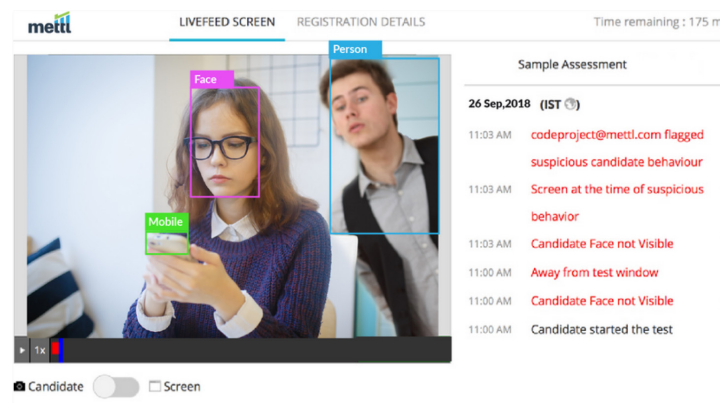 mettl
LIVEFEED SCREEN
REGISTRATION DETAILS
Time remaining : 175 m
Person
Face
Mobile
Sample Assessment
26 Sep,2018 (IST)
11:03 AM codeproject@mettl.com flagged
suspicious candidate behaviour
11:03 AM Screen at the time of suspicious
behavior
11:03 AM Candidate Face not Visible
11:00 AM Away from test window
11:00 AM Candidate Face not Visible
11:00 AM Candidate started the test
1x
Candidate
Screen